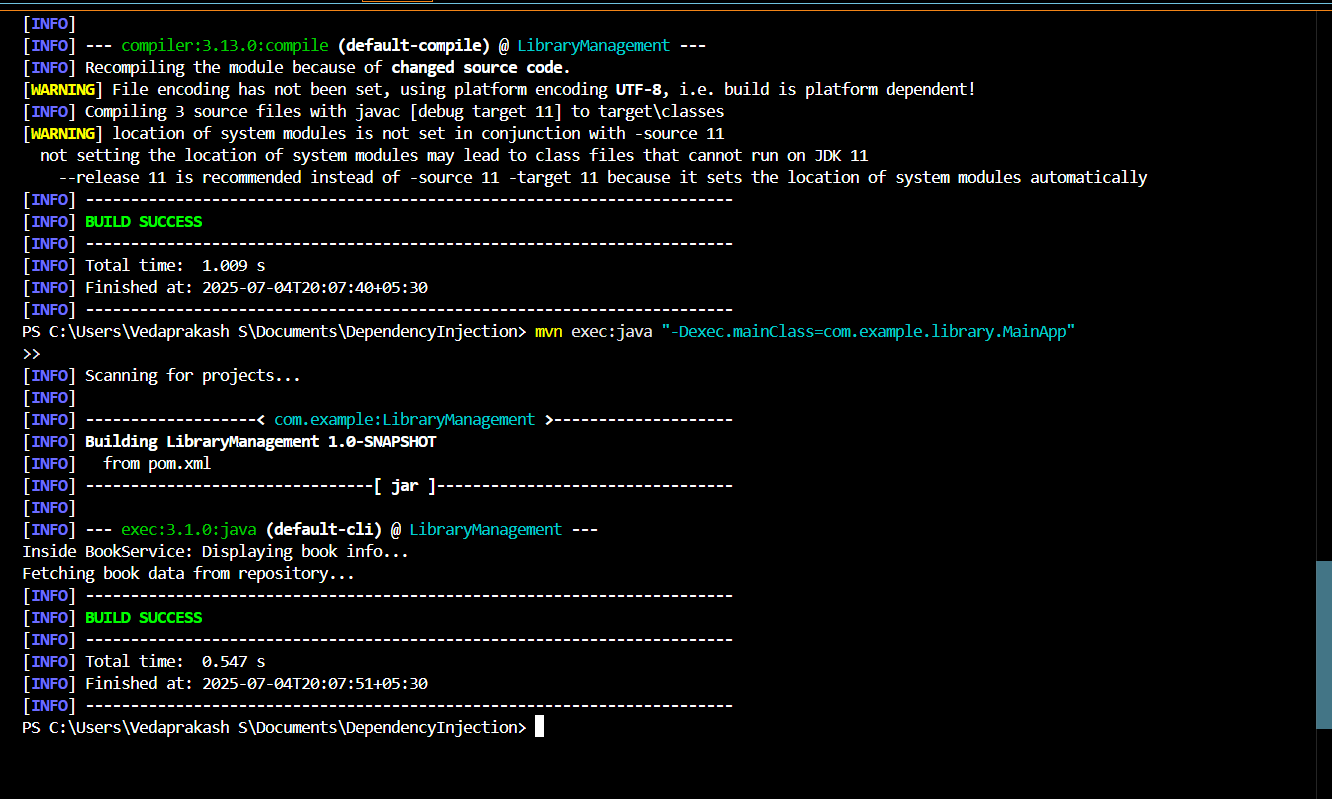 [INFO]
[INFO] --- compiler:3.13.0:compile (default-compile) @ LibraryManagement ---
[INFO] Recompiling the module because of changed source code.
[WARNING] File encoding has not been set, using platform encoding UTF-8, i.e. build is platform dependent!
[INFO] Compiling 3 source files with javac [debug target 11] to target\classes
[WARNING] location of system modules is not set in conjunction with -source 11
  not setting the location of system modules may lead to class files that cannot run on JDK 11
    --release 11 is recommended instead of -source 11 -target 11 because it sets the location of system modules automatically
[INFO] ------------------------------------------------------------------------
[INFO] BUILD SUCCESS
[INFO] ------------------------------------------------------------------------
[INFO] Total time:  1.009 s
[INFO] Finished at: 2025-07-04T20:07:40+05:30
[INFO] ------------------------------------------------------------------------
PS C:\Users\Vedaprakash S\Documents\DependencyInjection> mvn exec:java "-Dexec.mainClass=com.example.library.MainApp"
>>
[INFO] Scanning for projects...
[INFO]
[INFO] -------------------< com.example:LibraryManagement >--------------------
[INFO] Building LibraryManagement 1.0-SNAPSHOT
[INFO]   from pom.xml
[INFO] --------------------------------[ jar ]---------------------------------
[INFO]
[INFO] --- exec:3.1.0:java (default-cli) @ LibraryManagement ---
Inside BookService: Displaying book info...
Fetching book data from repository...
[INFO] ------------------------------------------------------------------------
[INFO] BUILD SUCCESS
[INFO] ------------------------------------------------------------------------
[INFO] Total time:  0.547 s
[INFO] Finished at: 2025-07-04T20:07:51+05:30
[INFO] ------------------------------------------------------------------------
PS C:\Users\Vedaprakash S\Documents\DependencyInjection>